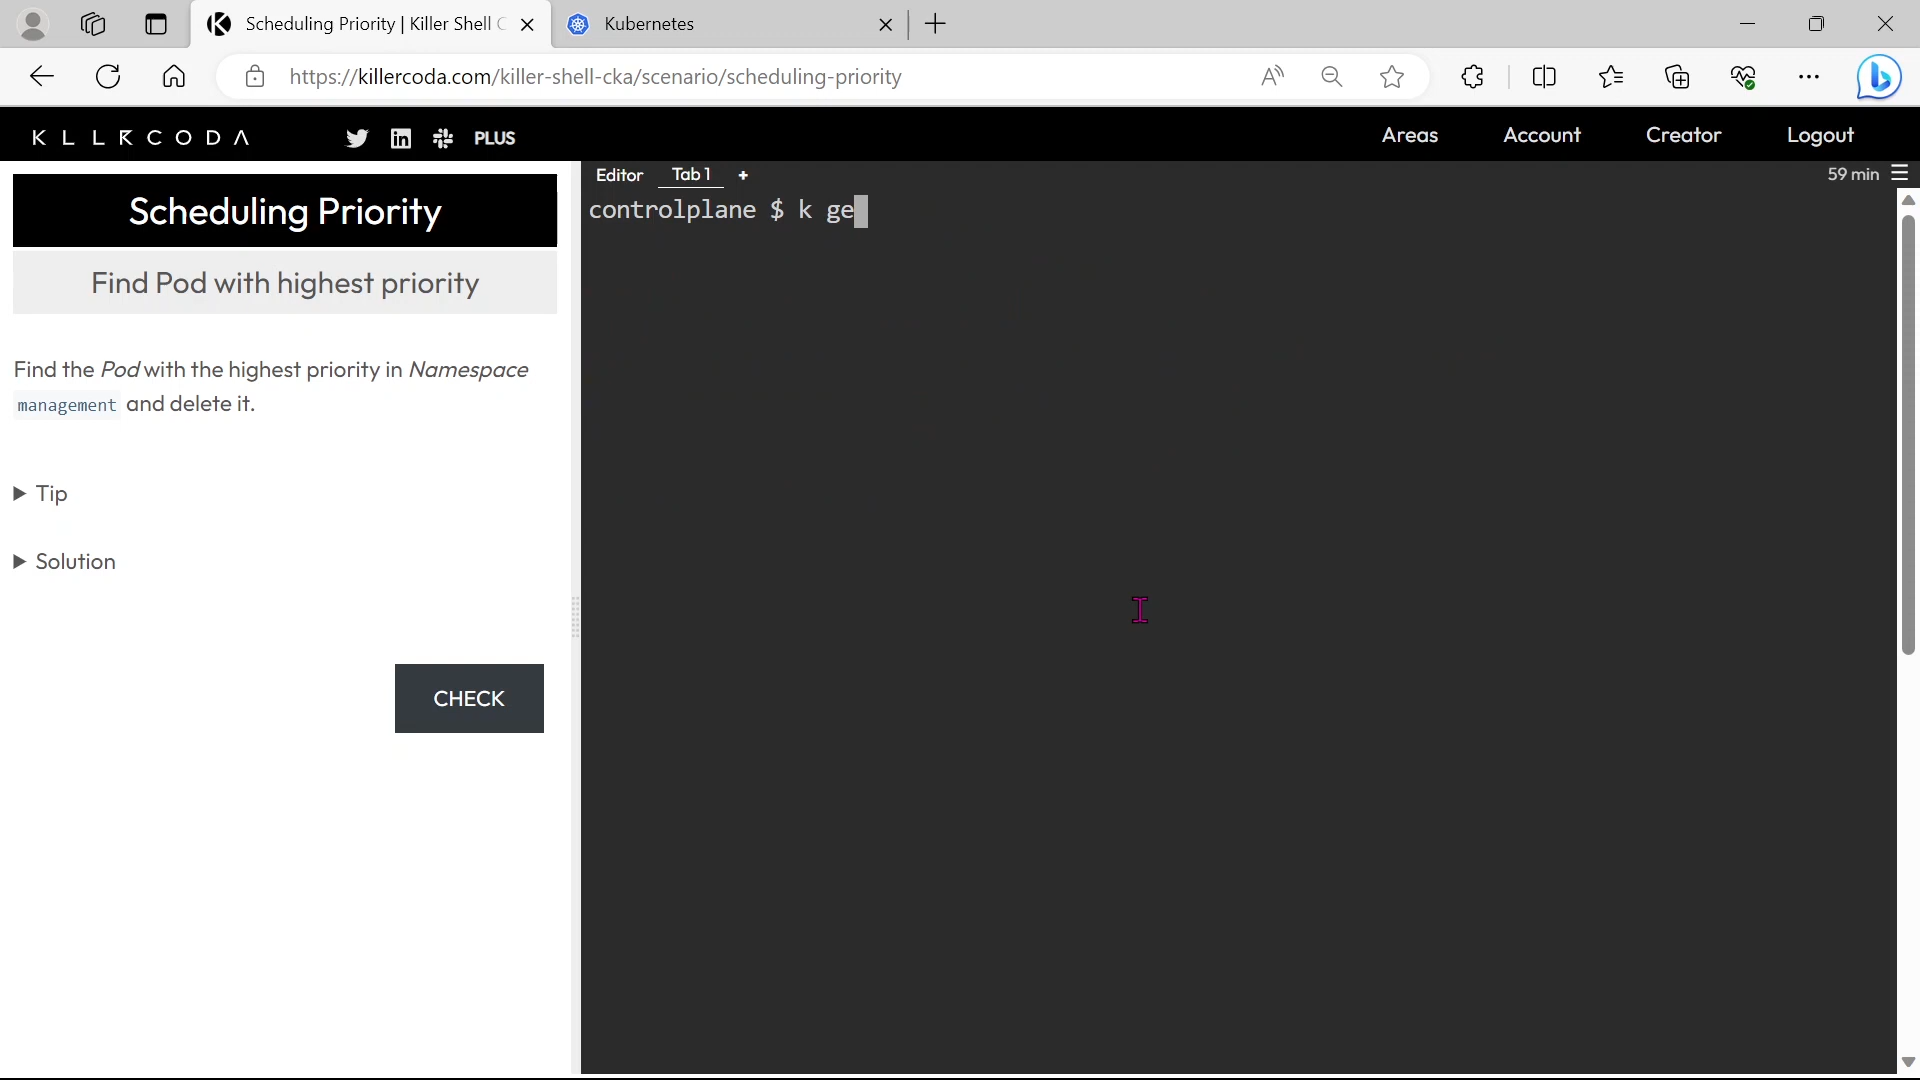 Scheduling Priority | Killer Shell C
Kubernetes
https://killercoda.com/killer-shell-cka/scenario/scheduling-priority
KLLRCODA
PLUS
Areas
Account
Creator
Logout
Scheduling Priority
Find Pod with highest priority
Find the Pod with the highest priority in Namespace
management and delete it.
Tip
Solution
CHECK
Editor
Tab 1
+
59 min
controlplane $ k ge